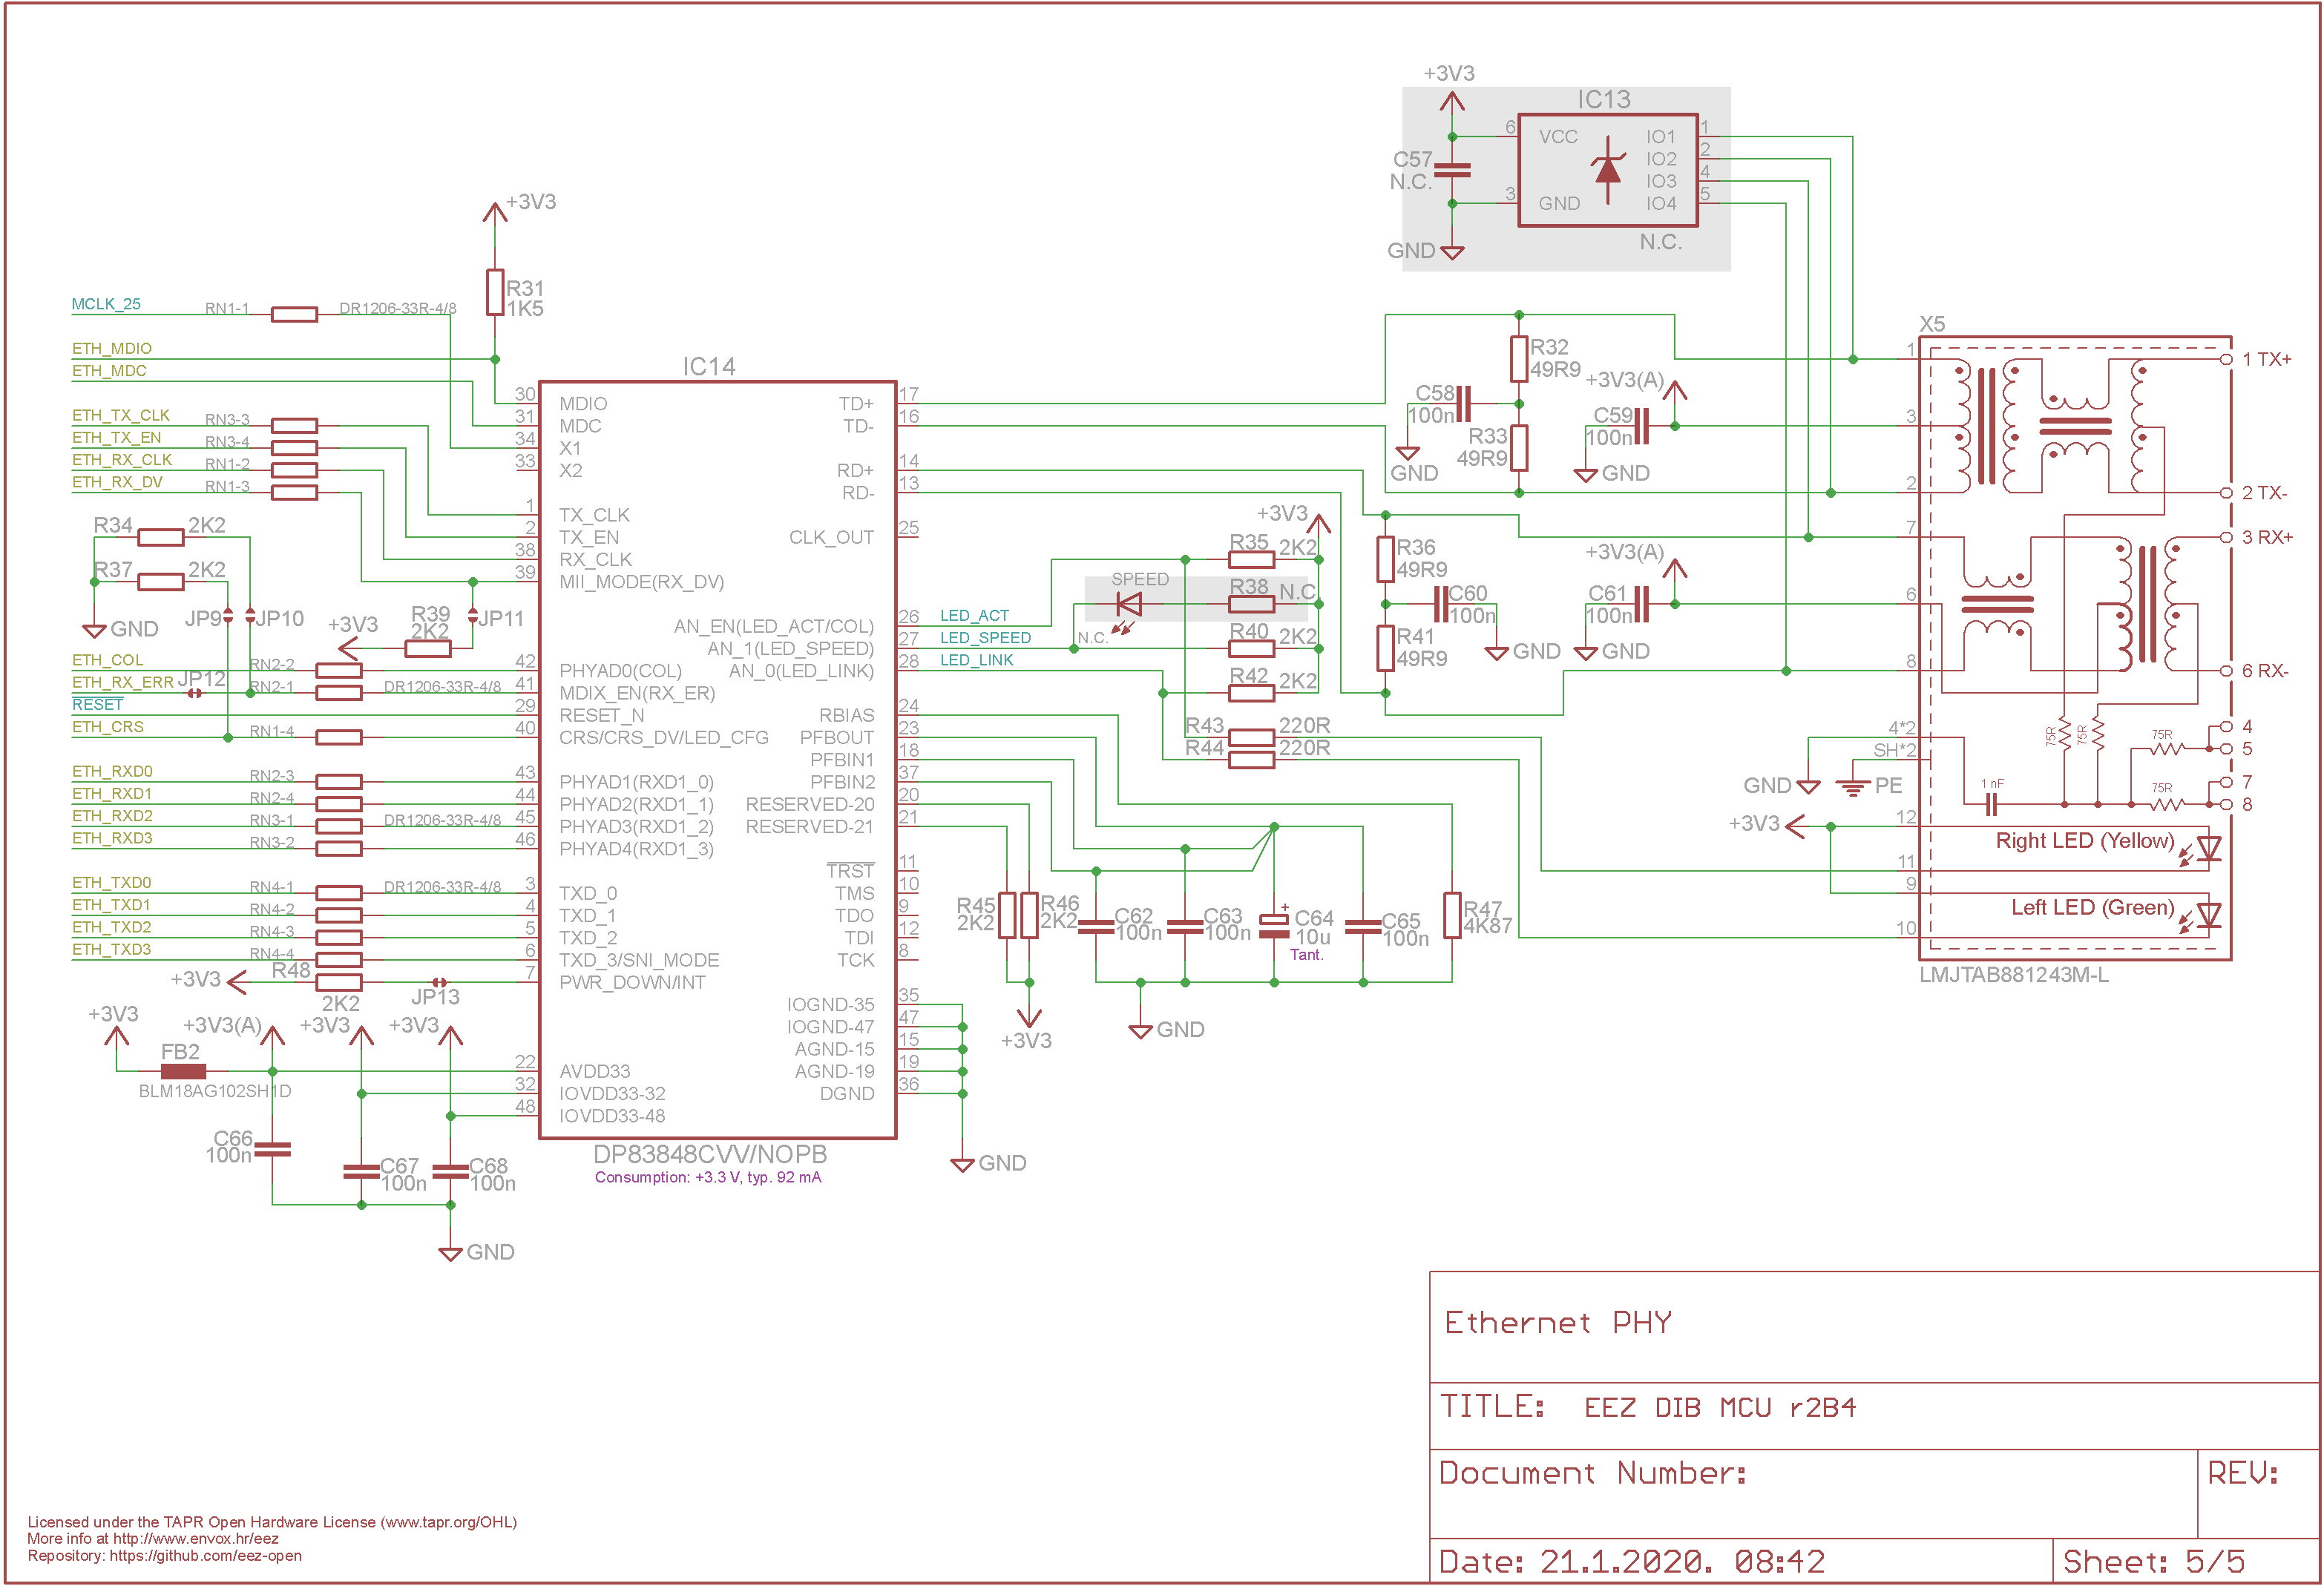 +3V3
IC13
6
VCC
IO1
1
IO2
2
IO3
4
3
GND
IO4
5
C57
N.C.
GND
N.C.
+3V3
R31
1K5
MCLK_25
RN1-1
DR1206-33R-4/8
ETH_MDIO
ETH_MDC
ETH_TX_CLK
RN3-3
ETH_TX_EN
RN3-4
ETH_RX_CLK
RN1-2
ETH_RX_DV
RN1-3
R34
2K2
R37
2K2
GND
JP9
JP10
+3V3
R39
2K2
JP11
ETH_COL
RN2-2
ETH_RX_ERR
JP12
RN2-1
DR1206-33R-4/8
RESET
ETH_CRS
RN1-4
ETH_RXD0
RN2-3
ETH_RXD1
RN2-4
ETH_RXD2
RN3-1
DR1206-33R-4/8
ETH_RXD3
RN3-2
ETH_TXD0
RN4-1
DR1206-33R-4/8
ETH_TXD1
RN4-2
ETH_TXD2
RN4-3
ETH_TXD3
RN4-4
+3V3
R48
2K2
JP13
+3V3
+3V3(A)
+3V3
+3V3
FB2
BLM18AG102SH1D
C66
100n
C67
100n
C68
100n
GND
IC14
30
MDIO
31
MDC
34
X1
33
X2
1
TX_CLK
2
TX_EN
38
RX_CLK
39
MII_MODE(RX_DV)
42
PHYAD0(COL)
41
MDIX_EN(RX_ER)
29
RESET_N
40
CRS/CRS_DV/LED_CFG
43
PHYAD1(RXD1_0)
44
PHYAD2(RXD1_1)
45
PHYAD3(RXD1_2)
46
PHYAD4(RXD1_3)
3
TXD_0
4
TXD_1
5
TXD_2
6
TXD_3/SNI_MODE
7
PWR_DOWN/INT
22
AVDD33
32
IOVDD33-32
48
IOVDD33-48
TD+
17
TD-
16
RD+
14
RD-
13
CLK_OUT
25
AN_EN(LED_ACT/COL)
26
AN_1(LED_SPEED)
27
AN_0(LED_LINK)
28
RBIAS
24
PFBOUT
23
PFBIN1
18
PFBIN2
37
RESERVED-20
20
RESERVED-21
21
TRST
11
TMS
10
TDO
9
TDI
12
TCK
8
IOGND-35
35
IOGND-47
47
AGND-15
15
AGND-19
19
DGND
36
DP83848CVV/NOPB
Consumption: +3.3 V, typ. 92 mA
GND
LED_ACT
LED_SPEED
LED_LINK
SPEED
N.C.
+3V3
R35
2K2
R38
N.C.
R40
2K2
R42
2K2
R43
220R
R44
220R
R32
49R9
C58
100n
GND
R33
49R9
+3V3(A)
C59
100n
GND
R36
49R9
C60
100n
GND
R41
49R9
+3V3(A)
C61
100n
GND
R45
2K2
R46
2K2
+3V3
C62
100n
C63
100n
+
C64
10u
Tant.
C65
100n
R47
4K87
GND
X5
1
3
2
7
6
8
4*2
SH*2
12
11
9
10
GND
PE
+3V3
1 TX+
2 TX-
3 RX+
6 RX-
4
5
7
8
75R
75R
75R
75R
1 nF
Right LED (Yellow)
Left LED (Green)
LMJTAB881243M-L
Ethernet PHY
TITLE: EEZ DIB MCU r2B4
Document Number:
REV:
Date: 21.1.2020. 08:42
Sheet: 5/5
Licensed under the TAPR Open Hardware License (www.tapr.org/OHL)
More info at http://www.envox.hr/eez
Repository: https://github.com/eez-open